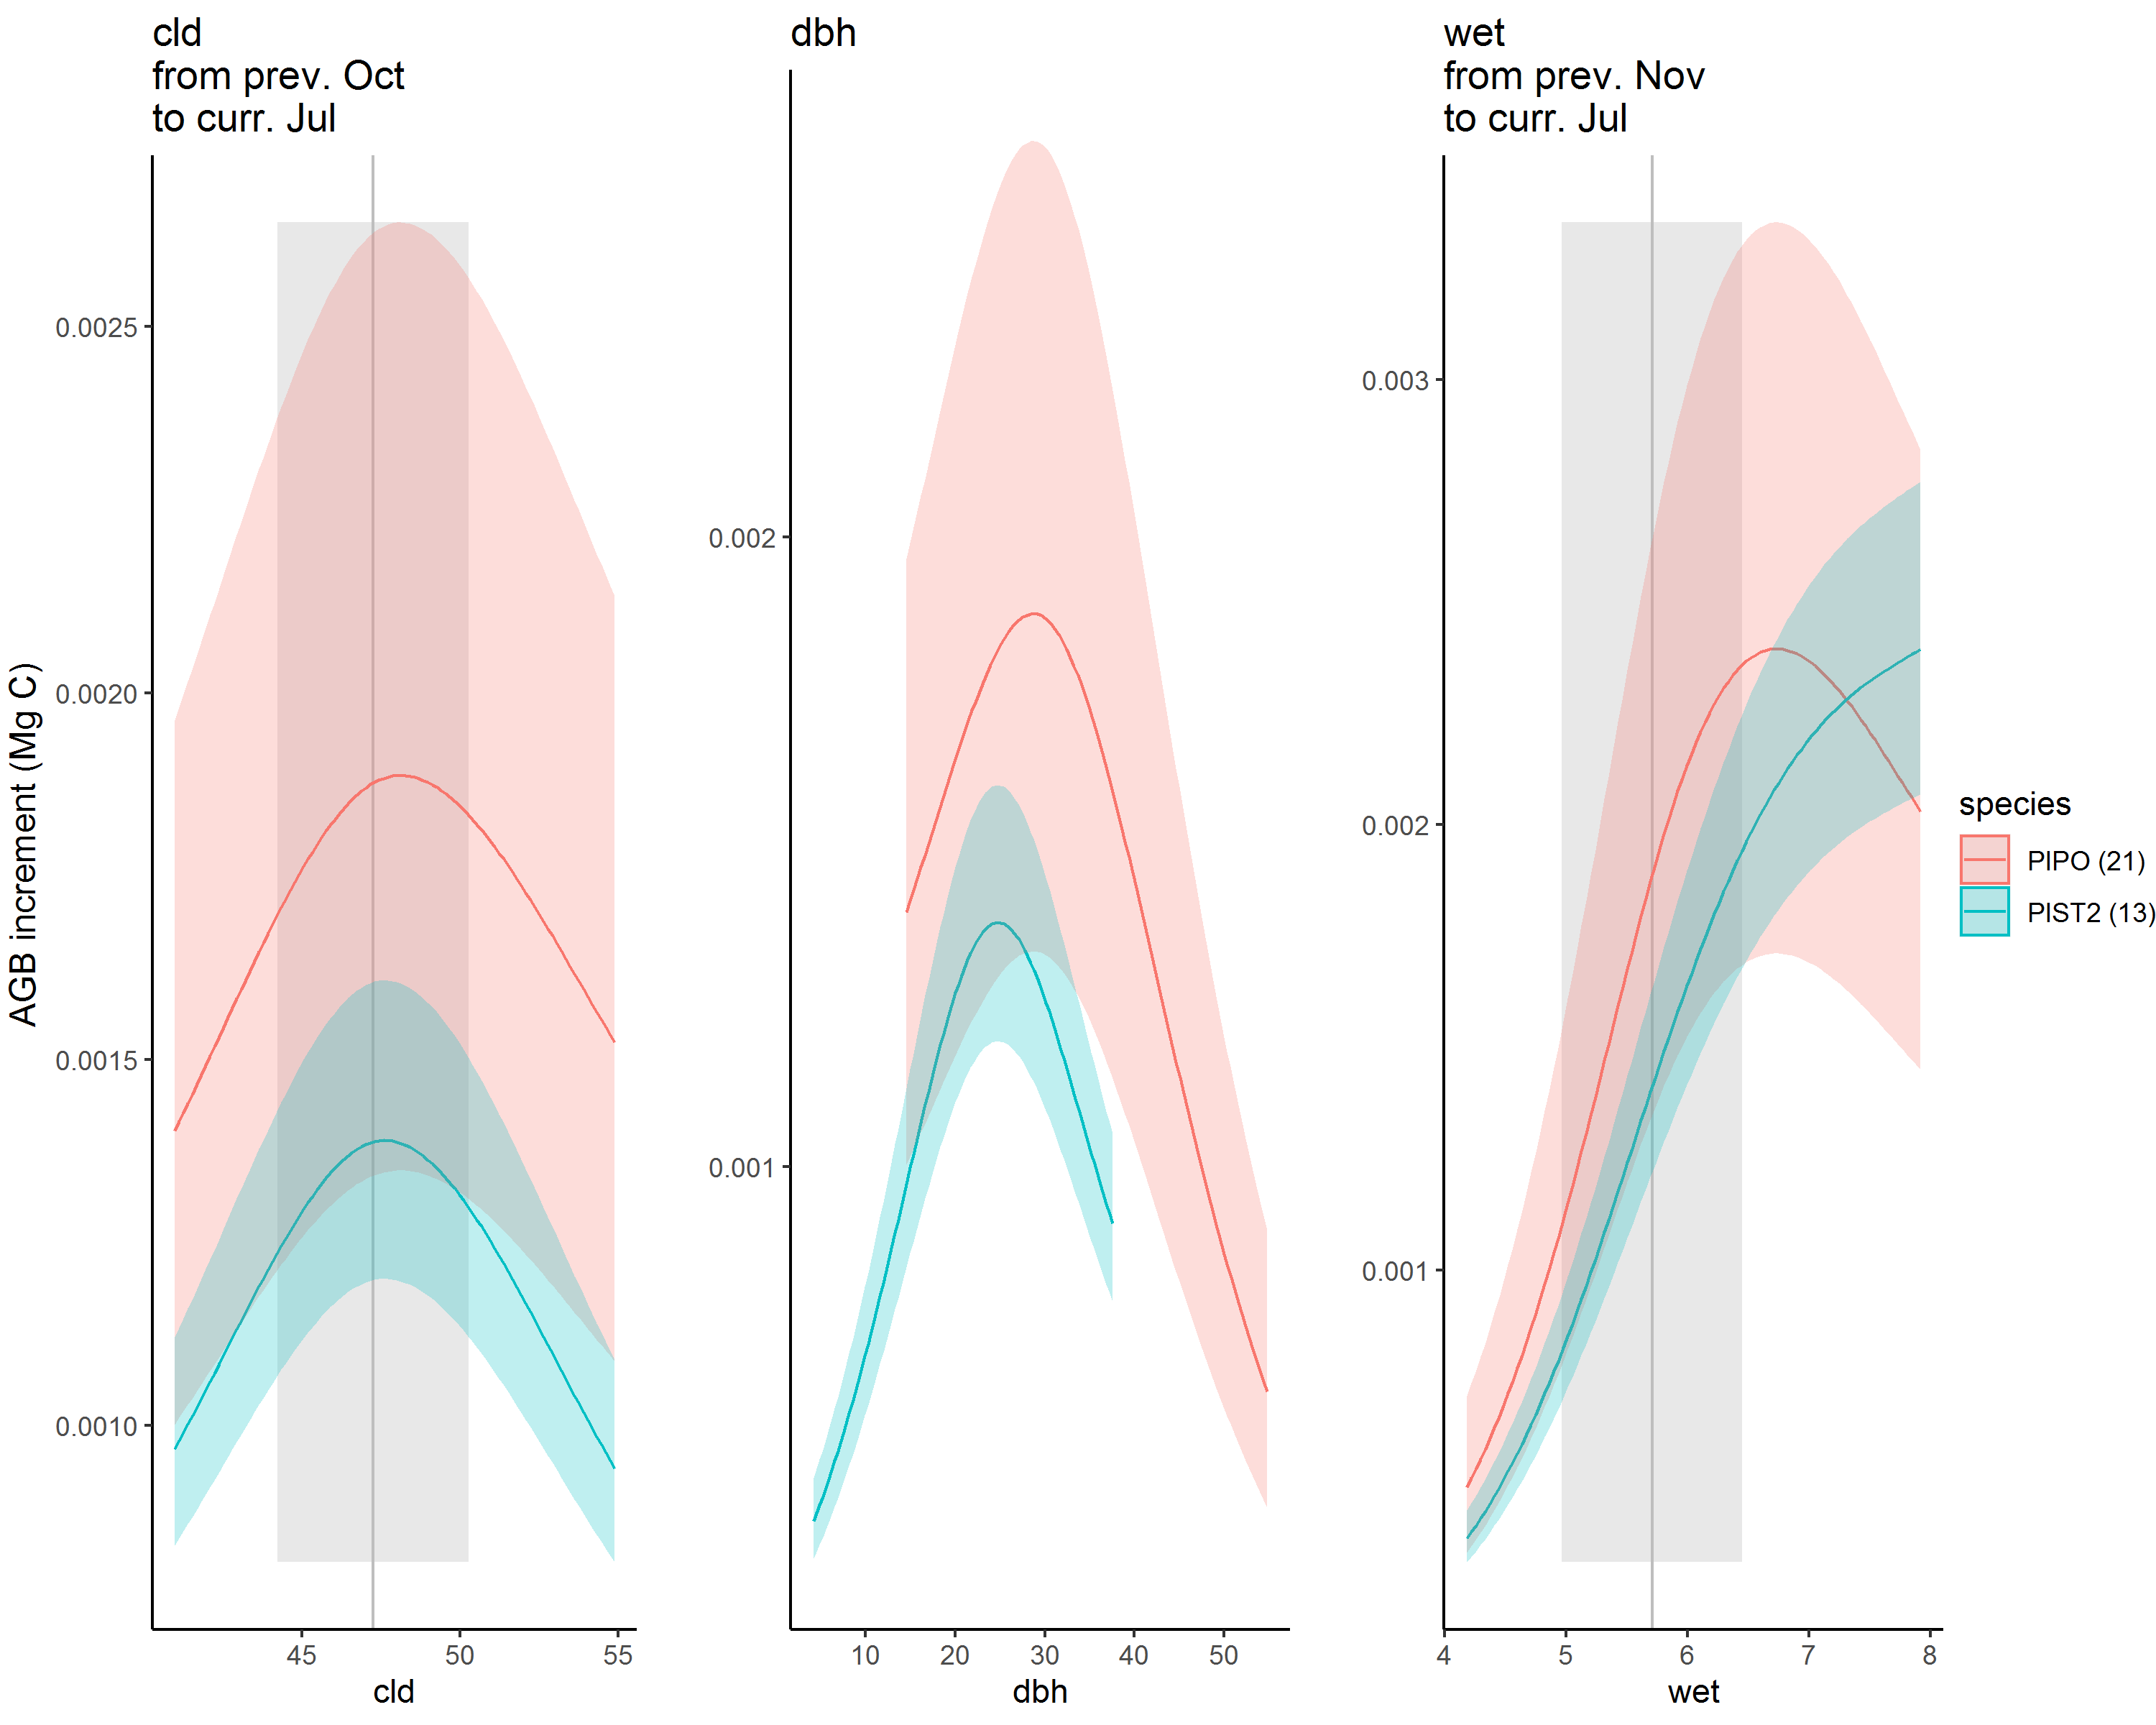 cld
from prev. Oct
to curr. Jul
dbh
wet
from prev. Nov
to curr. Jul
AGB increment (Mg C)
0.0025
0.0020
0.0015
0.0010
45 50 55
cld
0.002
0.001
10 20 30 40 50
dbh
0.003
0.002
0.001
4 5 6 7 8
wet
species
PIPO (21)
PIST2 (13)